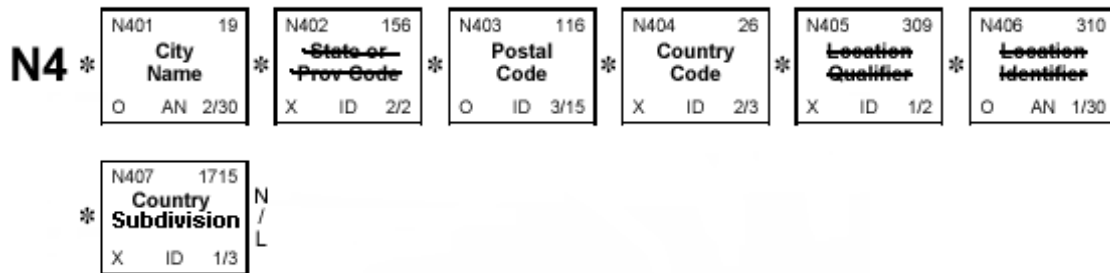 N4 * N401 19 * N402 156 * N403 116 * N404 26 * N405 309 * N406 310
City State or Postal Country Location Location
Name Prov Code Code Code Qualifier Identifier
O AN 2/30 X ID 2/2 O ID 3/15 X ID 2/3 X ID 1/2 O AN 1/30
* N407 1715 N
Country /
Subdivision L
X ID 1/3